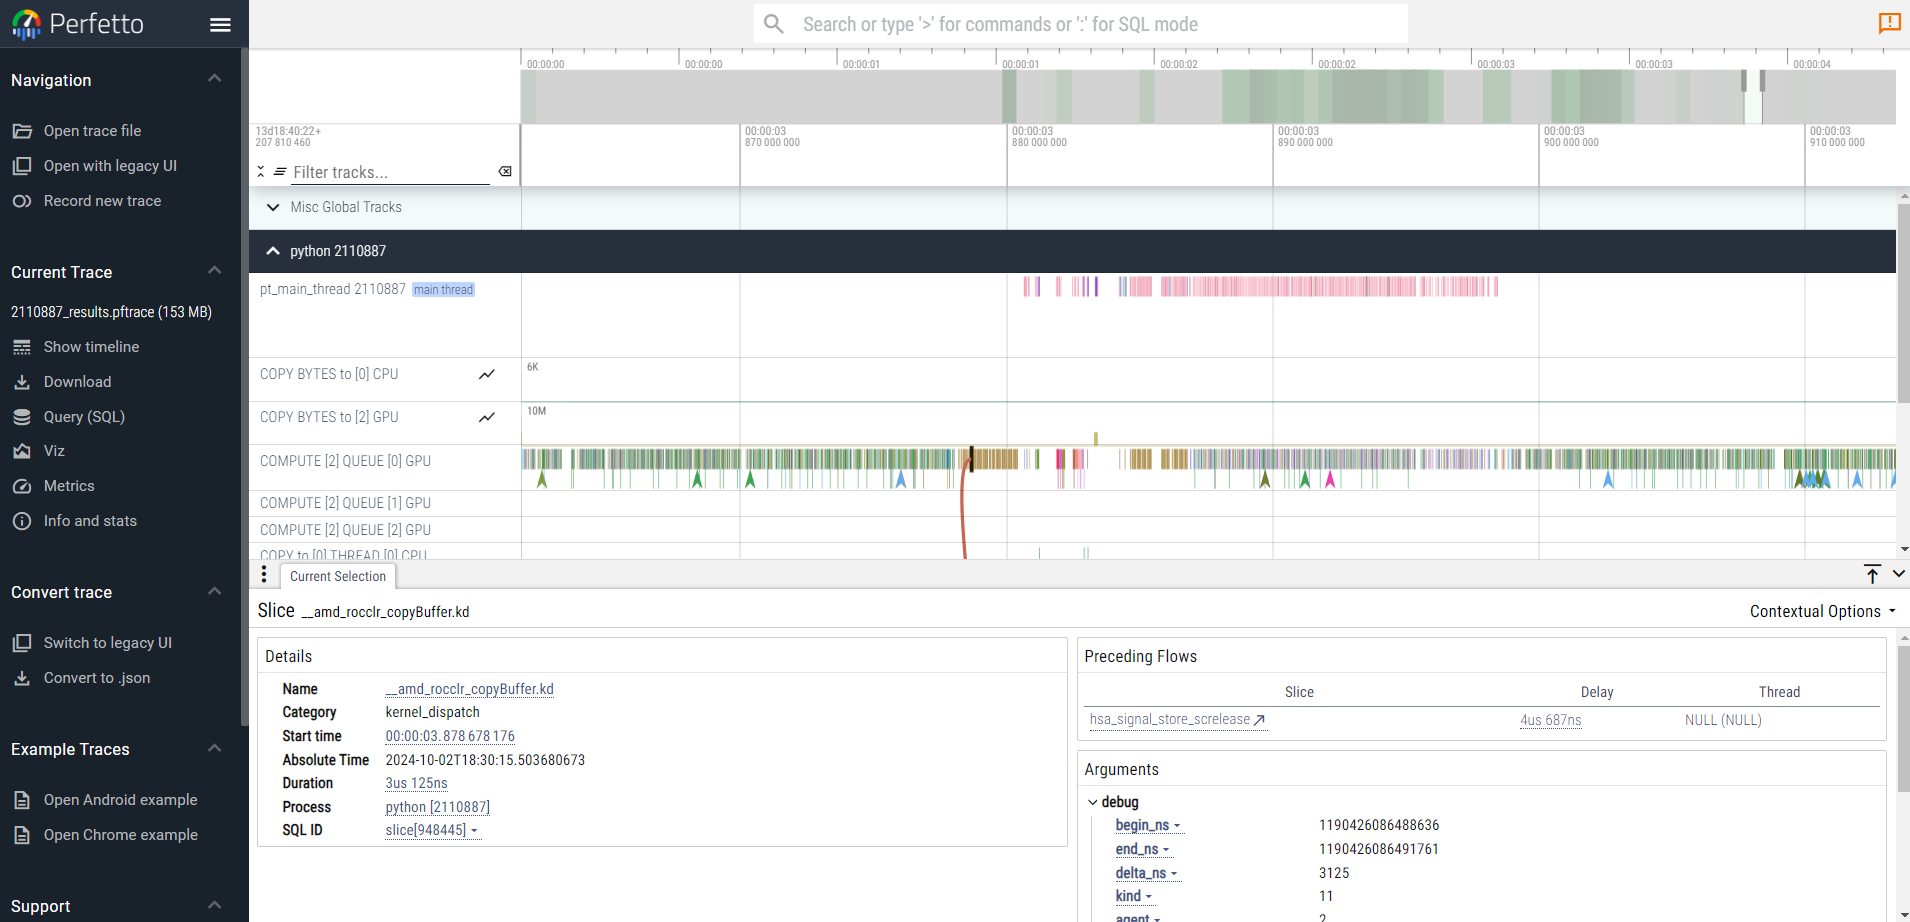 Perfetto
Search or type '>' for commands or ':' for SQL mode
Navigation
Open trace file
Open with legacy UI
Record new trace
Current Trace
2110887_results.pftrace (153 MB)
Show timeline
Download
Query (SQL)
Viz
Metrics
Info and stats
Convert trace
Switch to legacy UI
Convert to .json
Example Traces
Open Android example
Open Chrome example
Support
00:00:00 00:00:00 00:00:01 00:00:01 00:00:02 00:00:02 00:00:03 00:00:03 00:00:04
13d18:40:22+ 00:00:03 00:00:03 00:00:03 00:00:03 00:00:03
207 810 460 870 000 000 880 000 000 890 000 000 900 000 000 910 000 000
Filter tracks...
Misc Global Tracks
python 2110887
pt_main_thread 2110887 main thread
COPY BYTES to [0] CPU 6K
COPY BYTES to [2] GPU 10M
COMPUTE [2] QUEUE [0] GPU
COMPUTE [2] QUEUE [1] GPU
COMPUTE [2] QUEUE [2] GPU
COPY to [0] THREAD [0] CPU
Current Selection
Slice __amd_rocclr_copyBuffer.kd
Contextual Options
Details
Name __amd_rocclr_copyBuffer.kd
Category kernel_dispatch
Start time 00:00:03.878 678 176
Absolute Time 2024-10-02T18:30:15.503680673
Duration 3us 125ns
Process python [2110887]
SQL ID slice[948445]
Preceding Flows
Slice Delay Thread
hsa_signal_store_screlease 4us 687ns NULL (NULL)
Arguments
debug
begin_ns 1190426086488636
end_ns 1190426086491761
delta_ns 3125
kind 11
agent 2